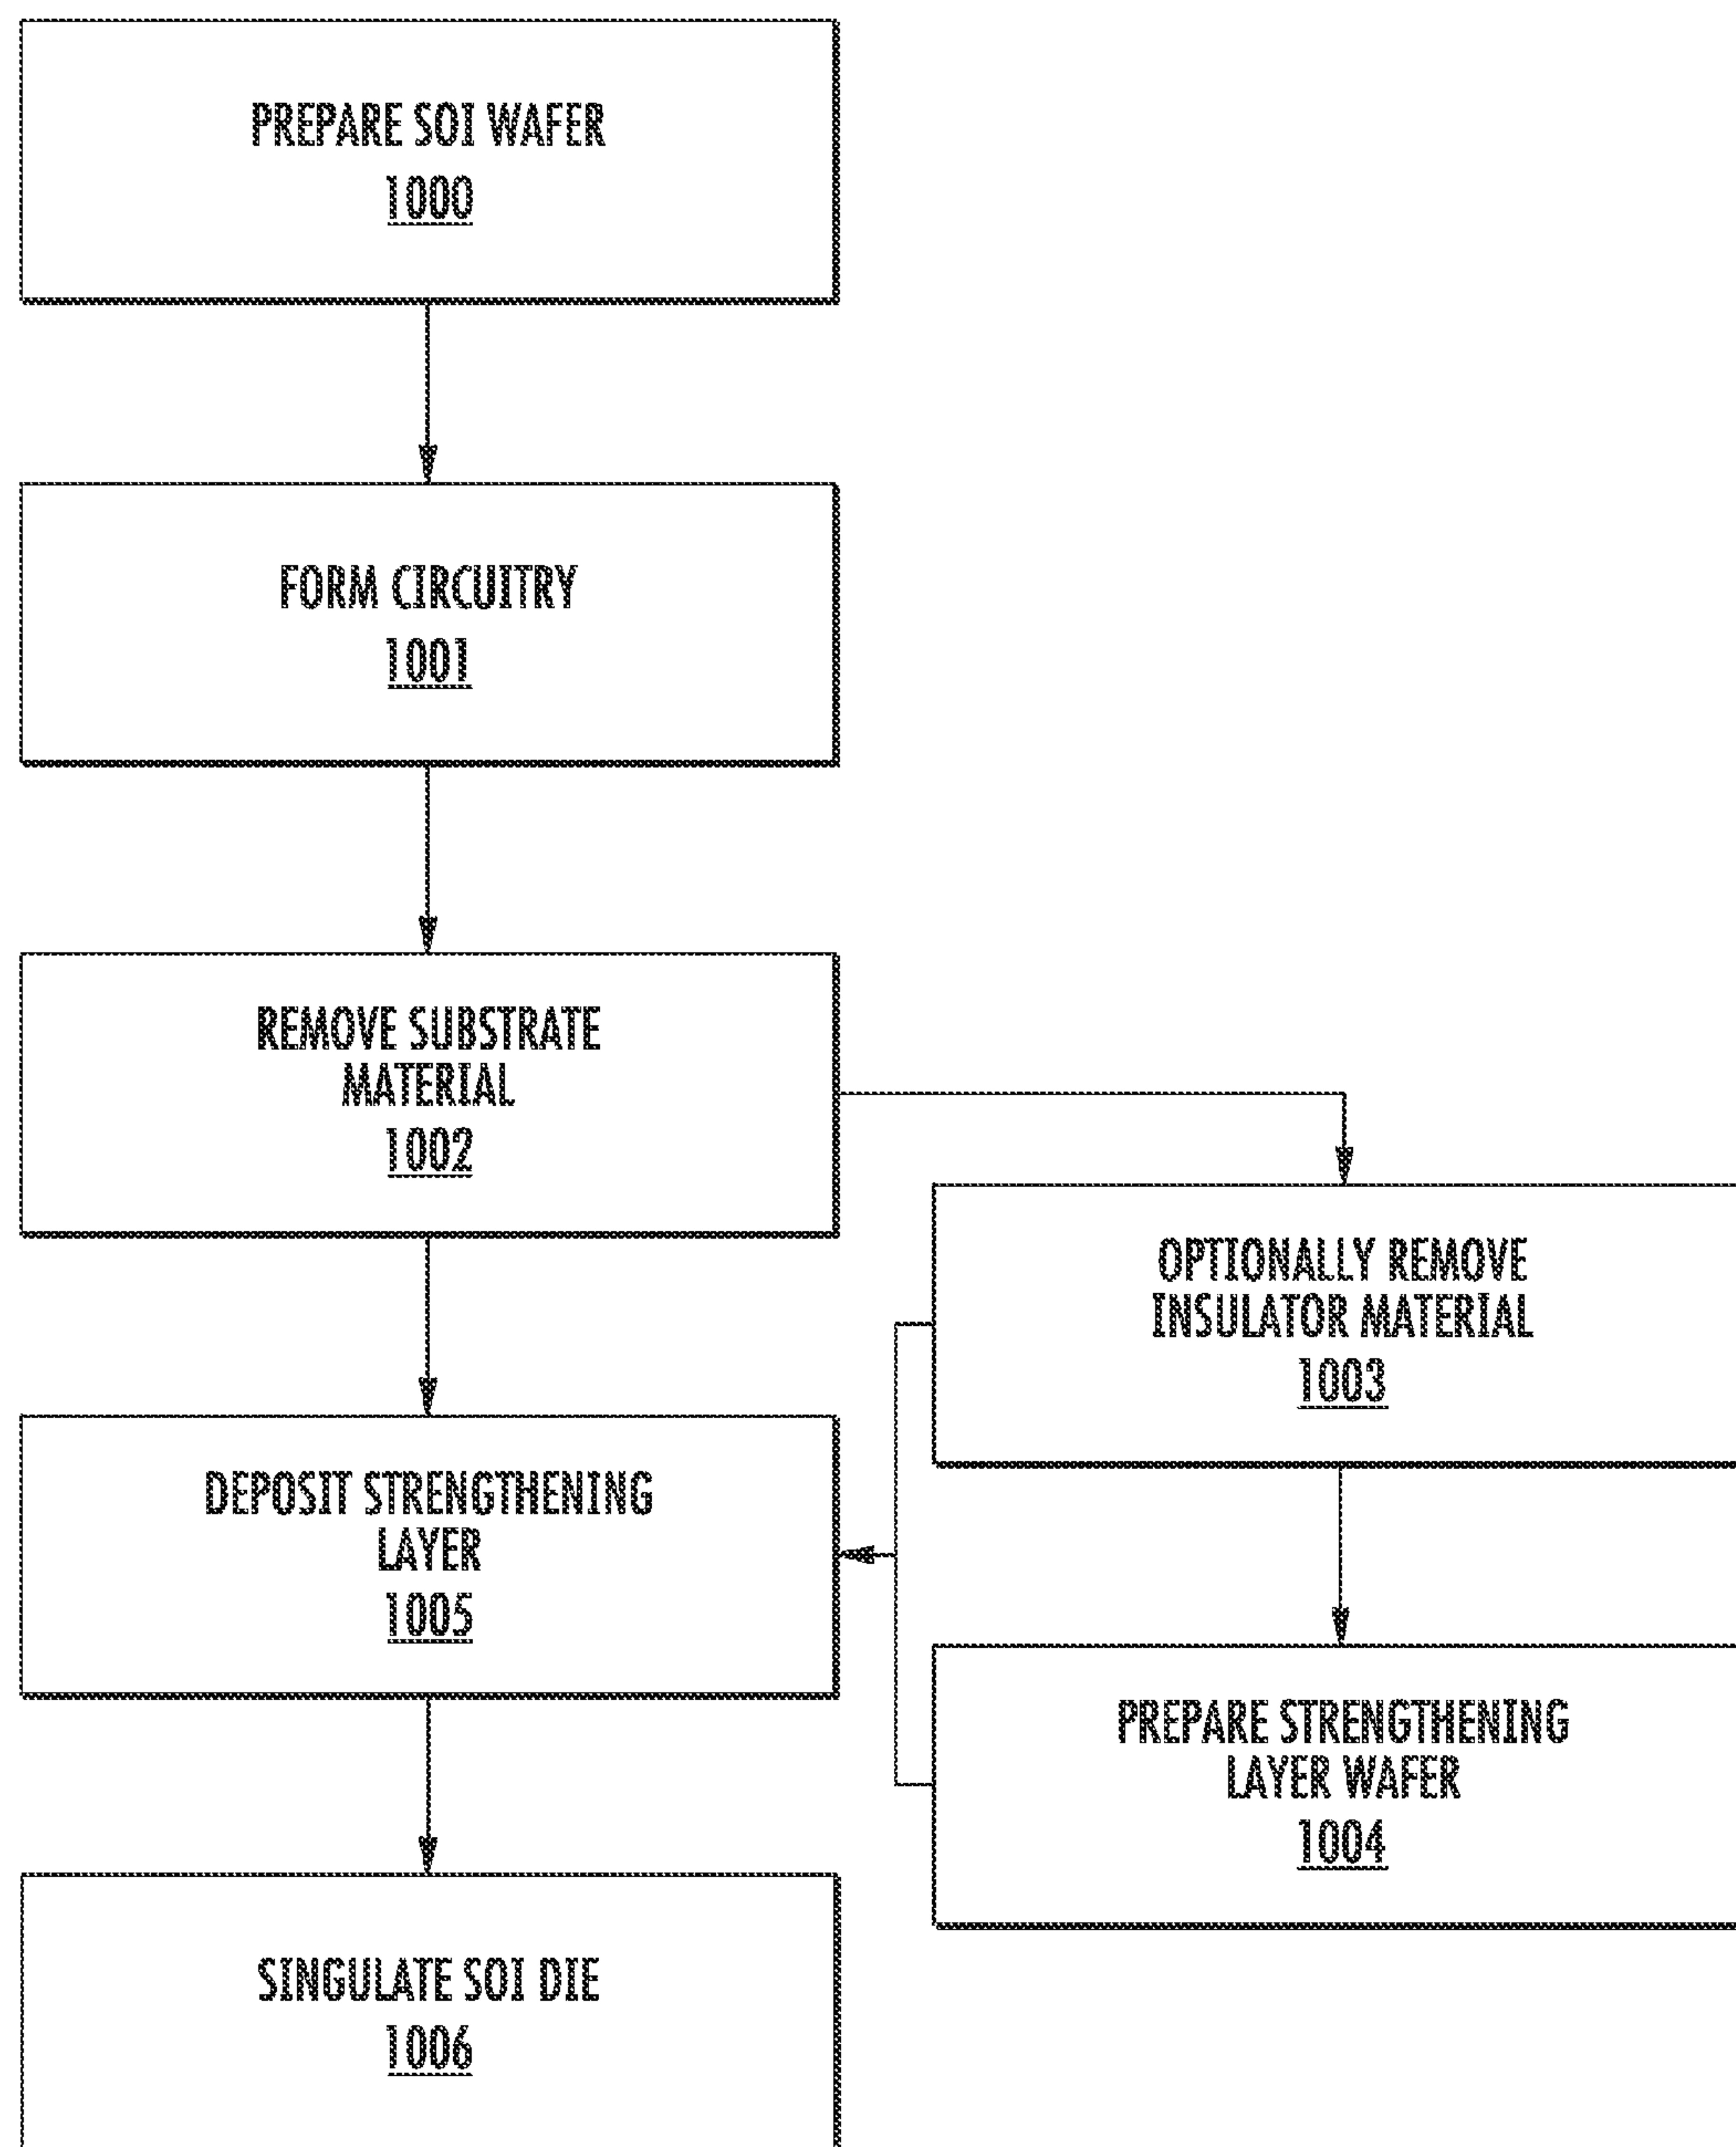 PREPARE SOI WAFER
1000
FORM CIRCUITRY
1001
REMOVE SUBSTRATE
MATERIAL
1002
OPTIONALLY REMOVE
INSULATOR MATERIAL
1003
DEPOSIT STRENGTHENING
LAYER
1005
PREPARE STRENGTHENING
LAYER WAFER
1004
SINGULATE SOI DIE
1006